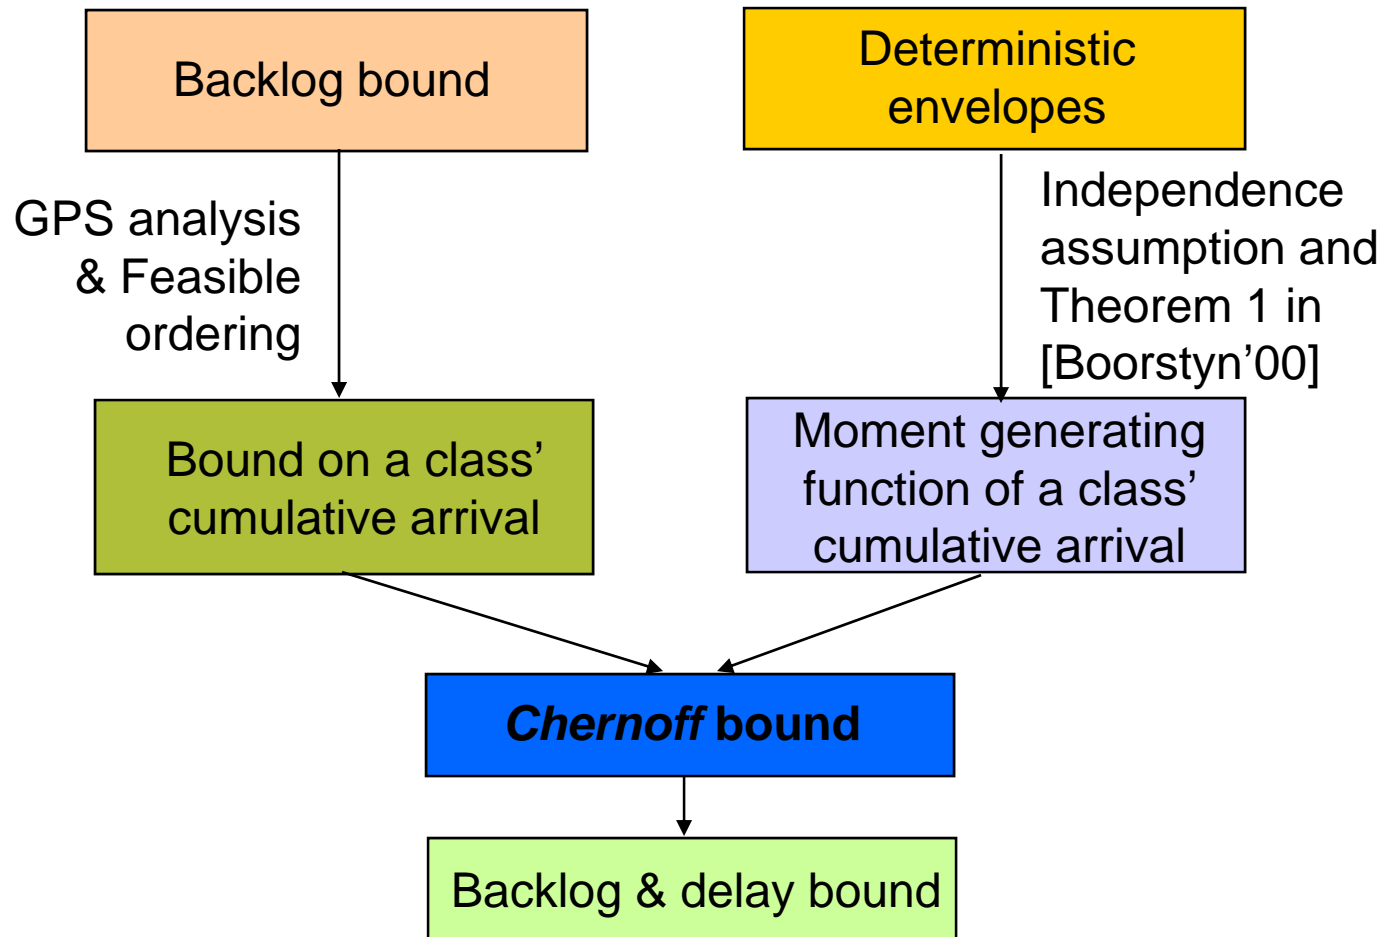 Backlog bound
Deterministic
envelopes
GPS analysis
& Feasible
ordering
Independence
assumption and
Theorem 1 in
[Boorstyn’00]
Bound on a class’
cumulative arrival
Moment generating
function of a class’
cumulative arrival
Chernoff bound
Backlog & delay bound